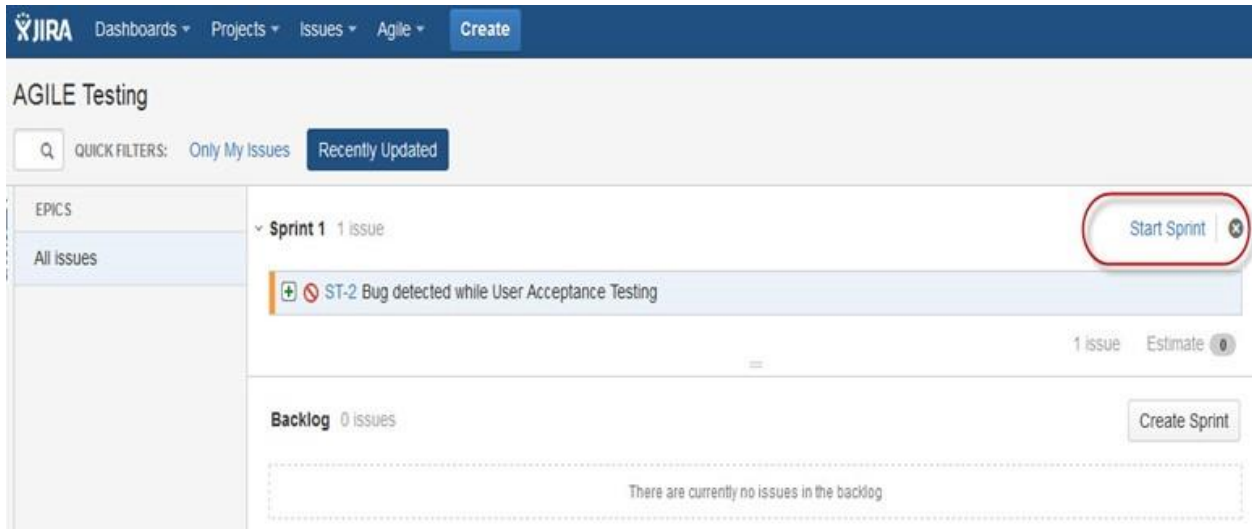 JIRA Dashboards Projects Issues Agile Create
AGILE Testing
QUICK FILTERS: Only My Issues Recently Updated
EPICS
All issues
Sprint 1 1 issue
Start Sprint
ST-2 Bug detected while User Acceptance Testing
1 issue Estimate 0
Backlog 0 issues
Create Sprint
There are currently no issues in the backlog